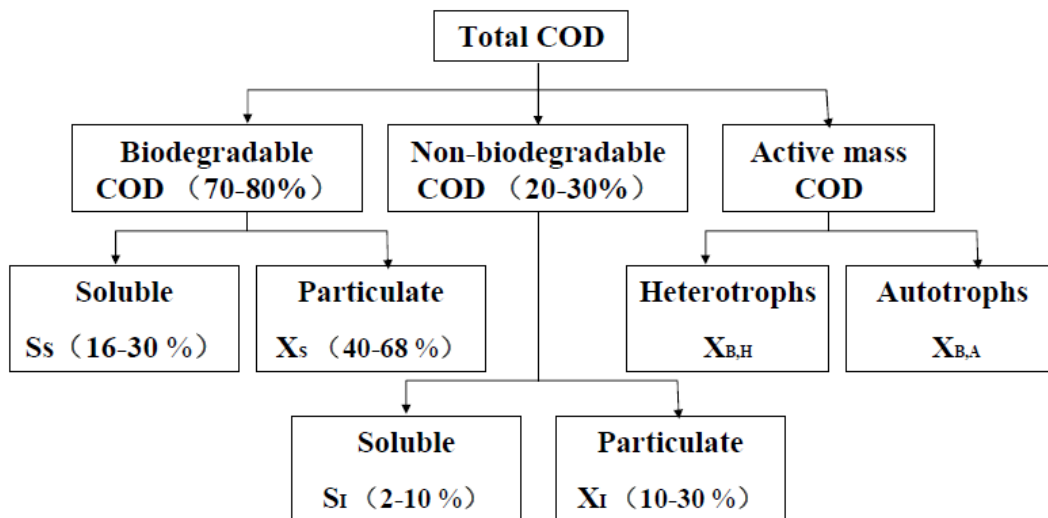 Total COD
Biodegradable
COD （70-80%）
Non-biodegradable
COD （20-30%）
Active mass
COD
Soluble
Ss（16-30 %）
Particulate
Xs （40-68 %）
Heterotrophs
XB,H
Autotrophs
XB,A
Soluble
SI （2-10 %）
Particulate
XI （10-30 %）